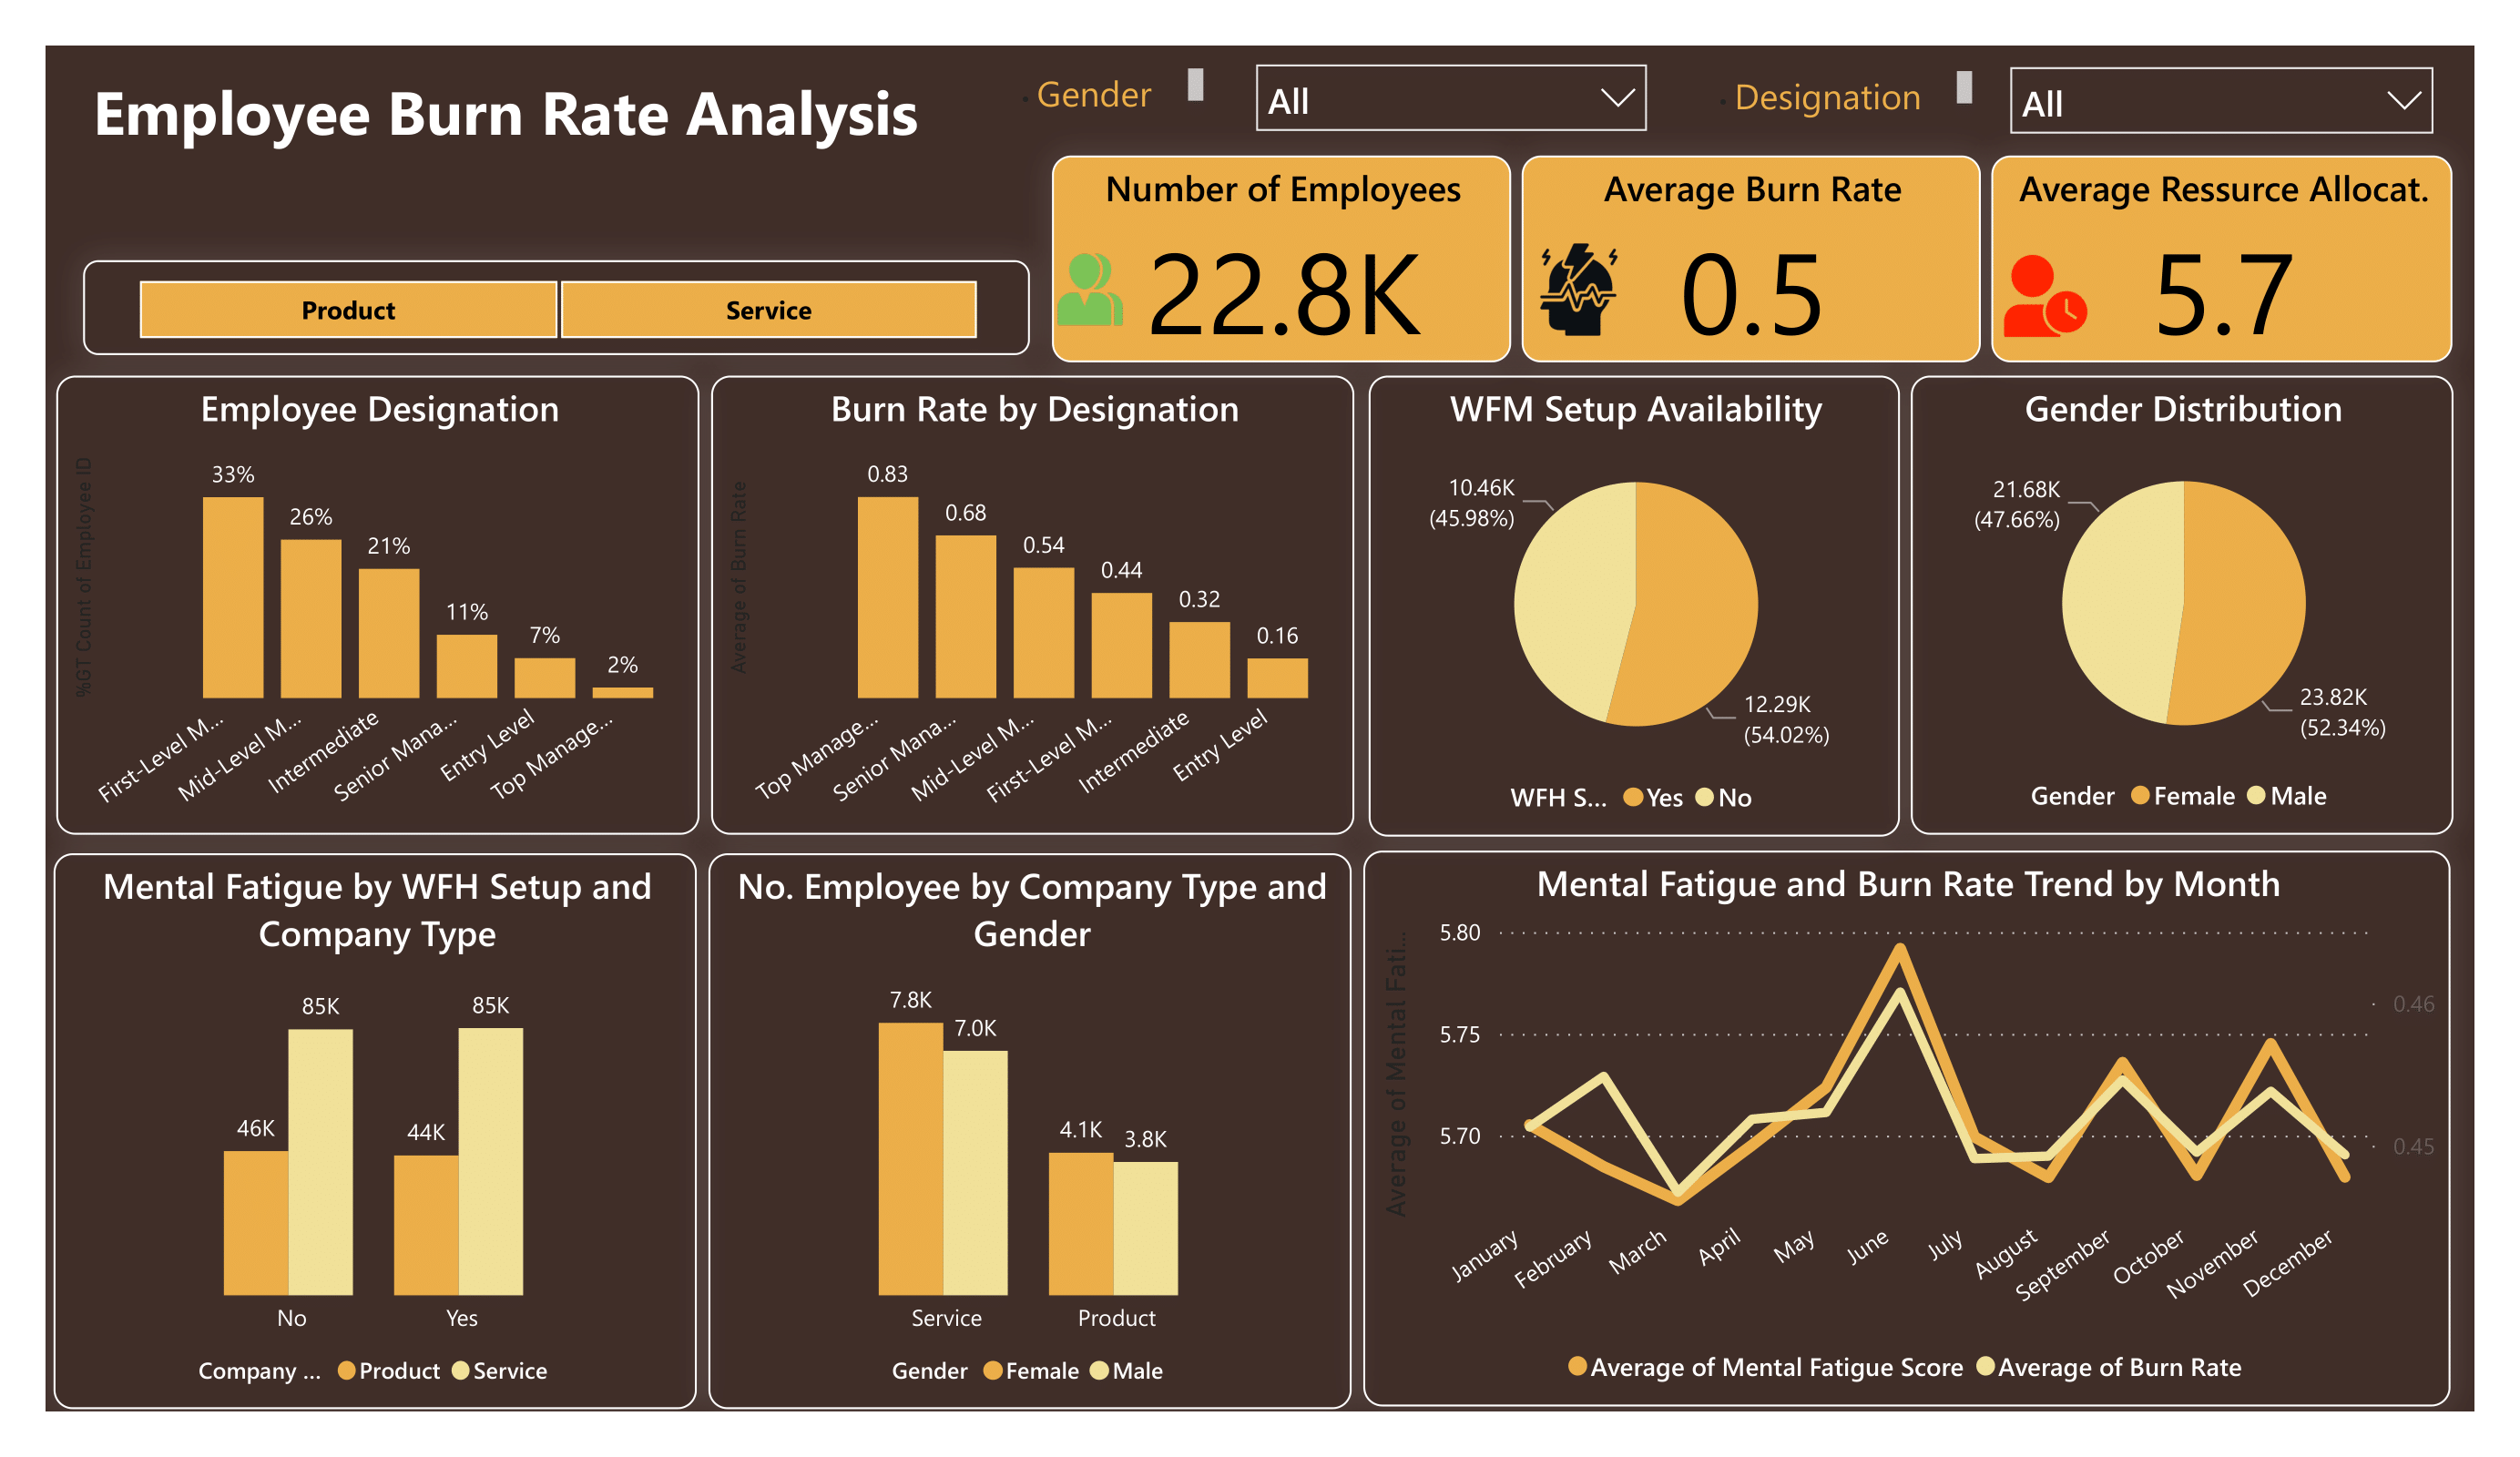 Employee Burn Rate Analysis
Gender
All
Designation
All
Number of Employees
22.8K
Average Burn Rate
0.5
Average Ressurce Allocat.
5.7
Product
Service
Employee Designation
%GT Count of Employee ID
33%
26%
21%
11%
7%
2%
First-Level M...
Mid-Level M...
Intermediate
Senior Mana...
Entry Level
Top Manage...
Burn Rate by Designation
Average of Burn Rate
0.83
0.68
0.54
0.44
0.32
0.16
Top Manage...
Senior Mana...
Mid-Level M...
First-Level M...
Intermediate
Entry Level
WFM Setup Availability
10.46K
(45.98%)
12.29K
(54.02%)
WFH S... Yes No
Gender Distribution
21.68K
(47.66%)
23.82K
(52.34%)
Gender Female Male
Mental Fatigue by WFH Setup and
Company Type
46K
85K
44K
85K
No
Yes
Company ... Product Service
No. Employee by Company Type and
Gender
7.8K
7.0K
4.1K
3.8K
Service
Product
Gender Female Male
Mental Fatigue and Burn Rate Trend by Month
Average of Mental Fati...
5.80
5.75
5.70
0.46
0.45
January
February
March
April
May
June
July
August
September
October
November
December
Average of Mental Fatigue Score Average of Burn Rate